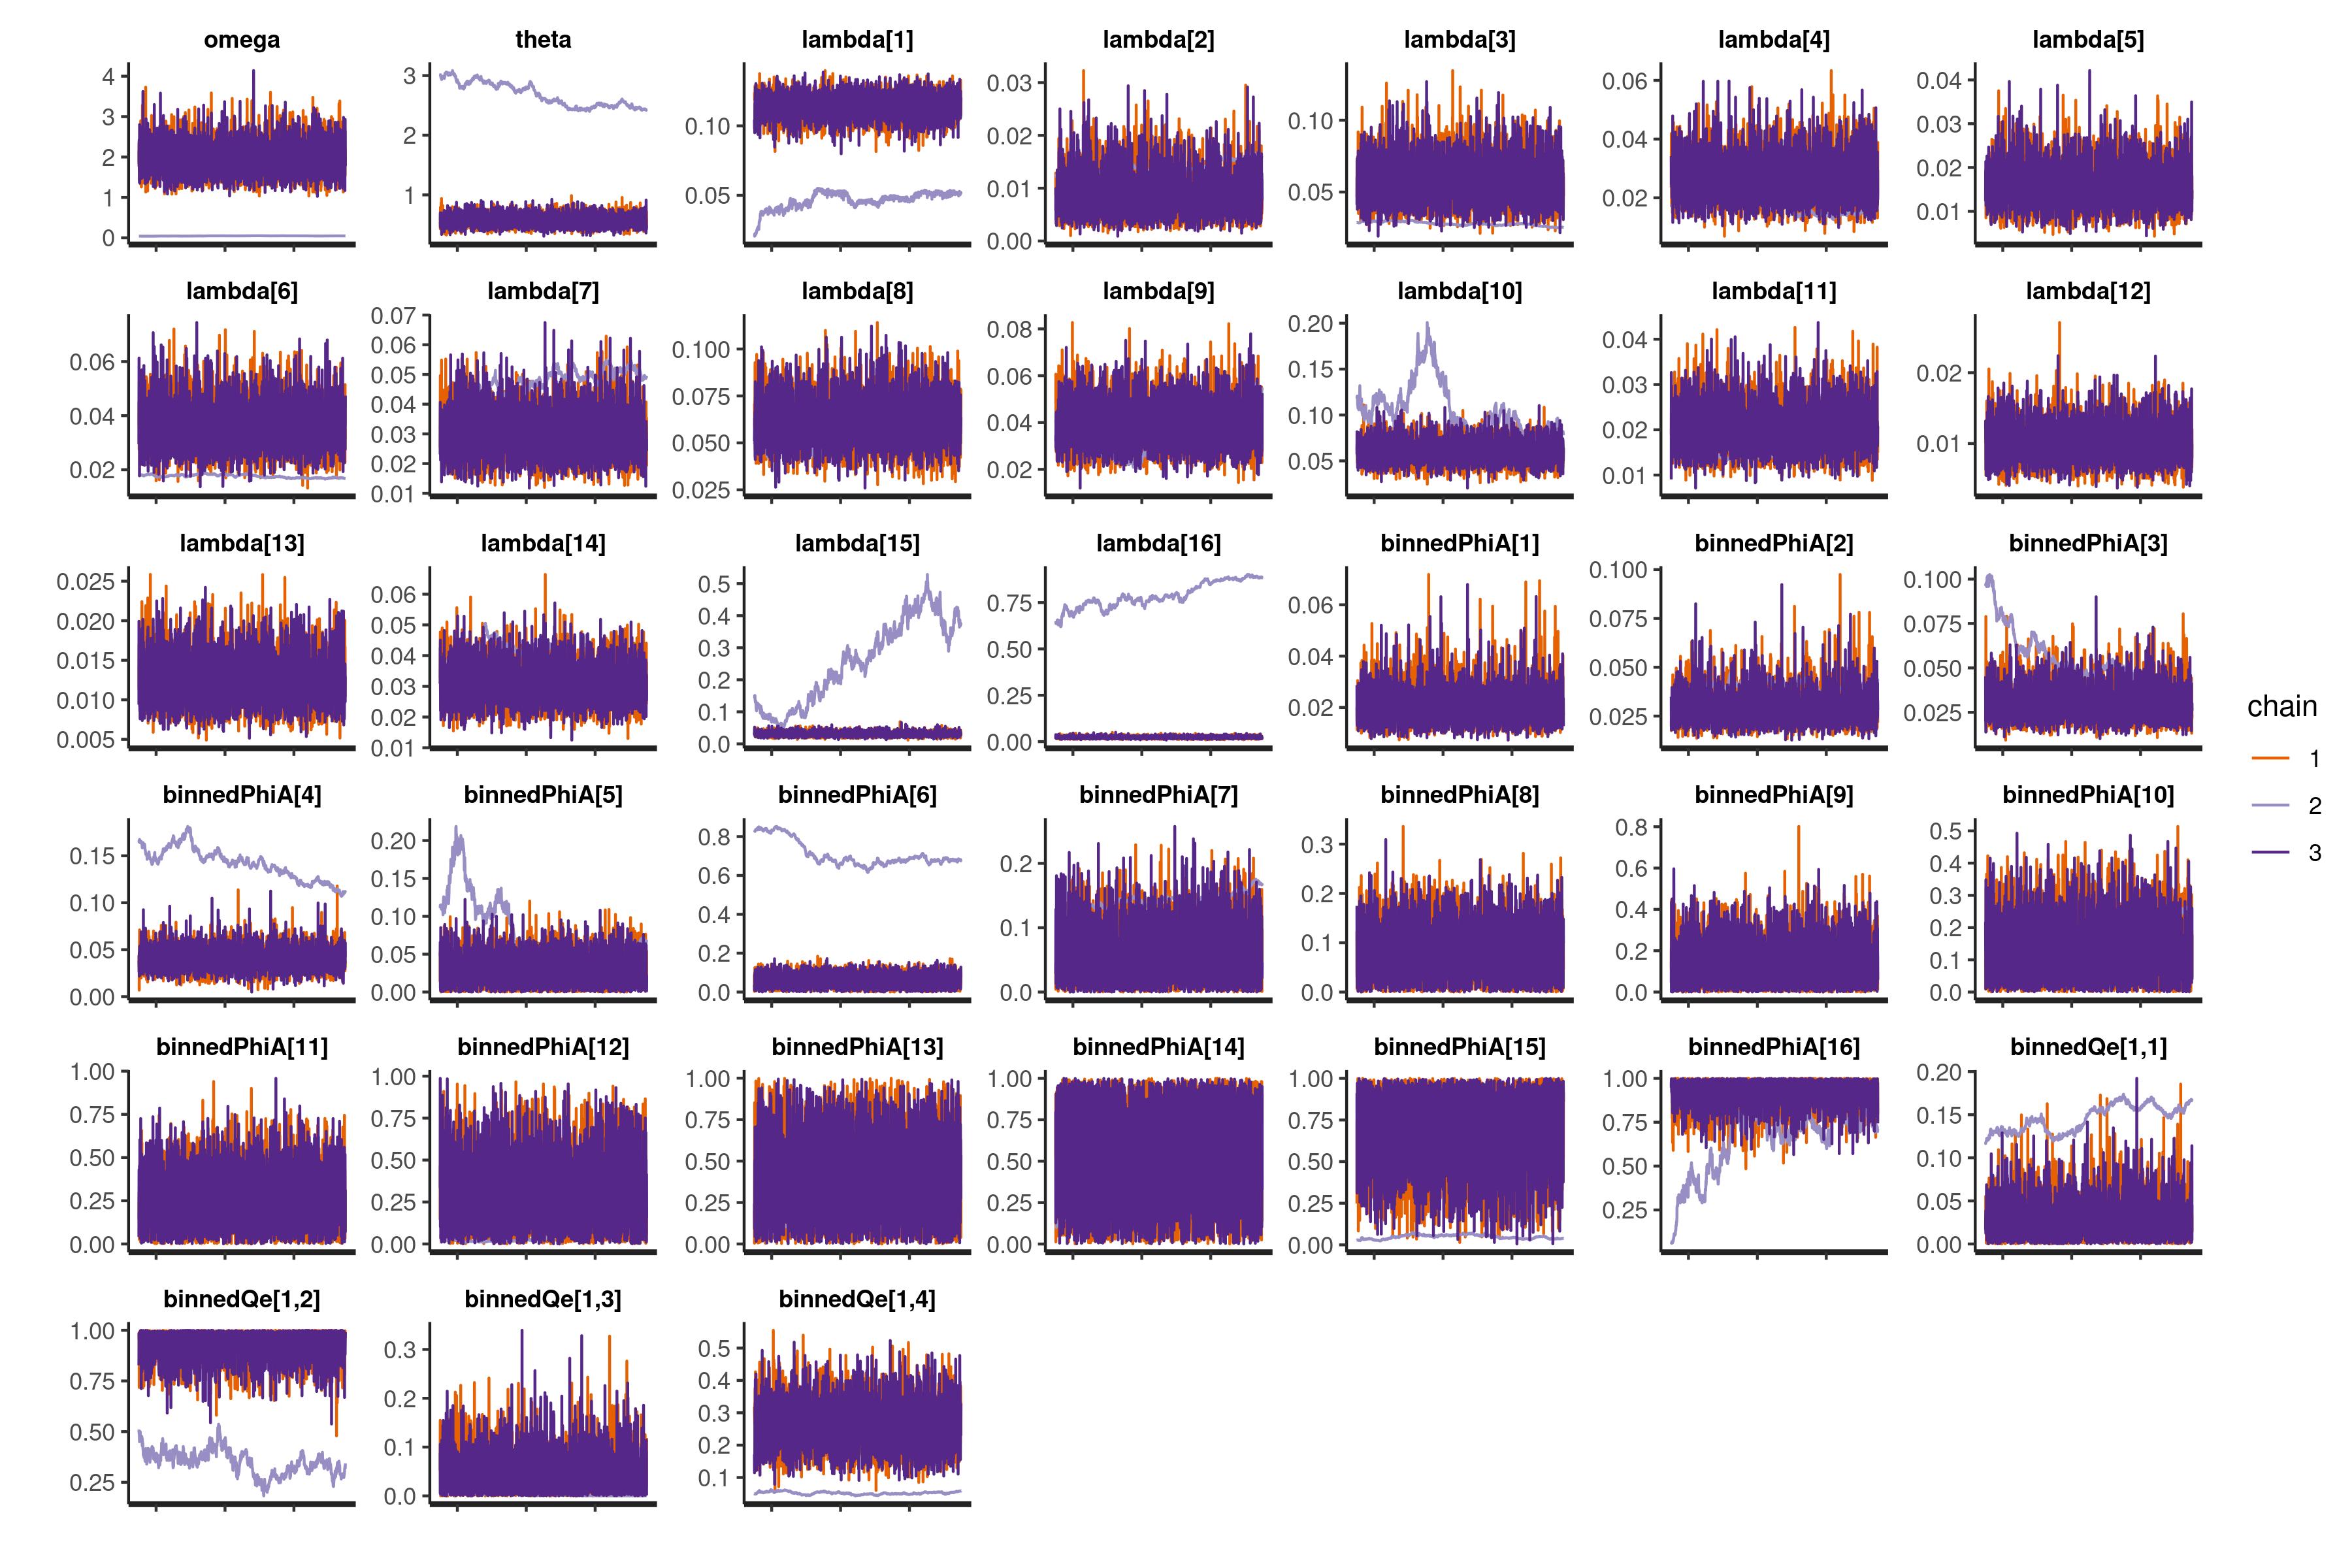 omega theta lambda[1] lambda[2] lambda[3] lambda[4] lambda[5]
4 3 2 1 0
3 2 1
0.10 0.05
0.03 0.02 0.01 0.00
0.10 0.05
0.06 0.04 0.02
0.04 0.03 0.02 0.01
lambda[6] lambda[7] lambda[8] lambda[9] lambda[10] lambda[11] lambda[12]
0.06 0.04 0.02
0.07 0.06 0.05 0.04 0.03 0.02 0.01
0.100 0.075 0.050 0.025
0.08 0.06 0.04 0.02
0.20 0.15 0.10 0.05
0.04 0.03 0.02 0.01
0.02 0.01
lambda[13] lambda[14] lambda[15] lambda[16] binnedPhiA[1] binnedPhiA[2] binnedPhiA[3]
0.025 0.020 0.015 0.010 0.005
0.06 0.05 0.04 0.03 0.02 0.01
0.5 0.4 0.3 0.2 0.1 0.0
0.75 0.50 0.25 0.00
0.06 0.04 0.02
0.100 0.075 0.050 0.025
0.100 0.075 0.050 0.025
binnedPhiA[4] binnedPhiA[5] binnedPhiA[6] binnedPhiA[7] binnedPhiA[8] binnedPhiA[9] binnedPhiA[10]
0.15 0.10 0.05 0.00
0.20 0.15 0.10 0.05 0.00
0.8 0.6 0.4 0.2 0.0
0.2 0.1 0.0
0.3 0.2 0.1 0.0
0.8 0.6 0.4 0.2 0.0
0.5 0.4 0.3 0.2 0.1 0.0
binnedPhiA[11] binnedPhiA[12] binnedPhiA[13] binnedPhiA[14] binnedPhiA[15] binnedPhiA[16] binnedQe[1,1]
1.00 0.75 0.50 0.25 0.00
1.00 0.75 0.50 0.25 0.00
1.00 0.75 0.50 0.25 0.00
1.00 0.75 0.50 0.25 0.00
1.00 0.75 0.50 0.25 0.00
1.00 0.75 0.50 0.25
0.20 0.15 0.10 0.05 0.00
binnedQe[1,2] binnedQe[1,3] binnedQe[1,4]
1.00 0.75 0.50 0.25
0.3 0.2 0.1 0.0
0.5 0.4 0.3 0.2 0.1
chain
1
2
3